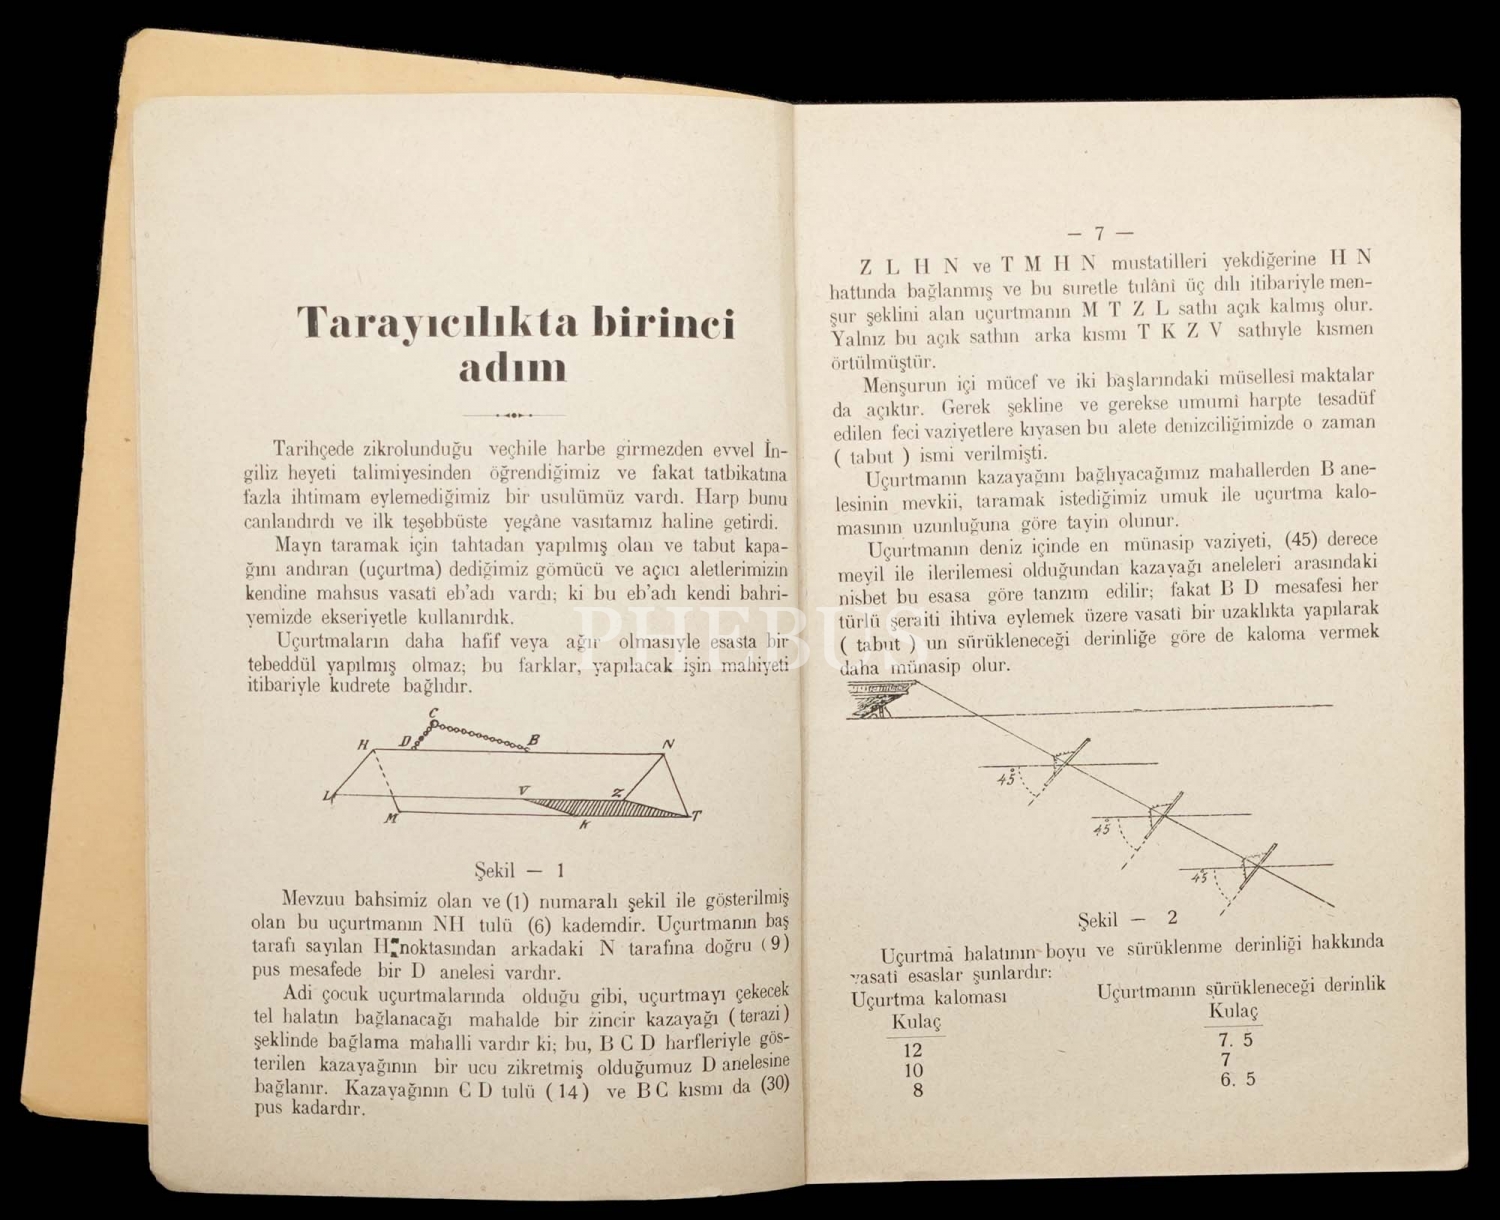 Tarayıcılıkta birinci
adım
Tarihçede zikrolunduğu veçhile harbe girmezden evvel İn-
giliz heyeti talimiyesinden öğrendiğimiz ve fakat tatbikatına
fazla ihtimam eylemediğimiz bir usulümüz vardı. Harp bunu
canlandırdı ve ilk teşebbüste yegâne vasıtamız haline getirdi.
Mayn taramak için tahtadan yapılmış olan ve tabut kapa-
ğını andıran (uçurtma) dediğimiz gömücü ve açıcı aletlerimizin
kendine mahsus vasatî eb'adı vardı; ki bu eb'adı kendi bahri-
yemizde ekseriyetle kullanırdık.
Uçurtmaların daha hafif veya ağır olmasıyle esasta bir
tebeddül yapılmış olmaz; bu farklar, yapılacak işin mahiyeti
itibariyle kudrete bağlıdır.
C
H D B N
L V Z
M K T
Şekil — 1
Mevzuu bahsimiz olan ve (1) numaralı şekil ile gösterilmiş
olan bu uçurtmanın NH tulü (6) kademdir. Uçurtmanın baş
tarafı sayılan H noktasından arkadaki N tarafına doğru (9)
pus mesafede bir D anelesi vardır.
Adi çocuk uçurtmalarında olduğu gibi, uçurtmayı çekecek
tel halatın bağlanacağı mahalde bir zincir kazayağı (terazi)
şeklinde bağlama mahalli vardır ki; bu, B C D harfleriyle gös-
terilen kazayağının bir ucu zikretmiş olduğumuz D anelesine
bağlanır. Kazayağının C D tulü (14) ve B C kısmı da (30)
pus kadardır.
— 7 —
Z L H N ve T M H N mustatilleri yekdiğerine H N
hattında bağlanmış ve bu suretle tulânî üç dılı itibariyle men-
şur şeklini alan uçurtmanın M T Z L sathı açık kalmış olur.
Yalnız bu açık sathın arka kısmı T K Z V sathıyle kısmen
örtülmüştür.
Menşurun içi mücef ve iki başlarındaki müsellesî maktalar
da açıktır. Gerek şekline ve gerekse umumî harpte tesadüf
edilen feci vaziyetlere kıyasen bu alete denizciliğimizde o zaman
( tabut ) ismi verilmişti.
Uçurtmanın kazayağını bağlıyacağımız mahallerden B ane-
lesinin mevkii, taramak istediğimiz umuk ile uçurtma kalo-
masının uzunluğuna göre tayin olunur.
Uçurtmanın deniz içinde en münasip vaziyeti, (45) derece
meyil ile ilerilemesi olduğundan kazayağı aneleleri arasındaki
nisbet bu esasa göre tanzim edilir; fakat B D mesafesi her
türlü şeraiti ihtiva eylemek üzere vasatî bir uzaklıkta yapılarak
( tabut ) un sürükleneceği derinliğe göre de kaloma vermek
daha münasip olur.
45°
45°
45°
Şekil — 2
Uçurtma halatının boyu ve sürüklenme derinliği hakkında
vasatî esaslar şunlardır:
Uçurtma kaloması Uçurtmanın sürükleneceği derinlik
Kulaç Kulaç
12 7. 5
10 7
8 6. 5
PHEBUS